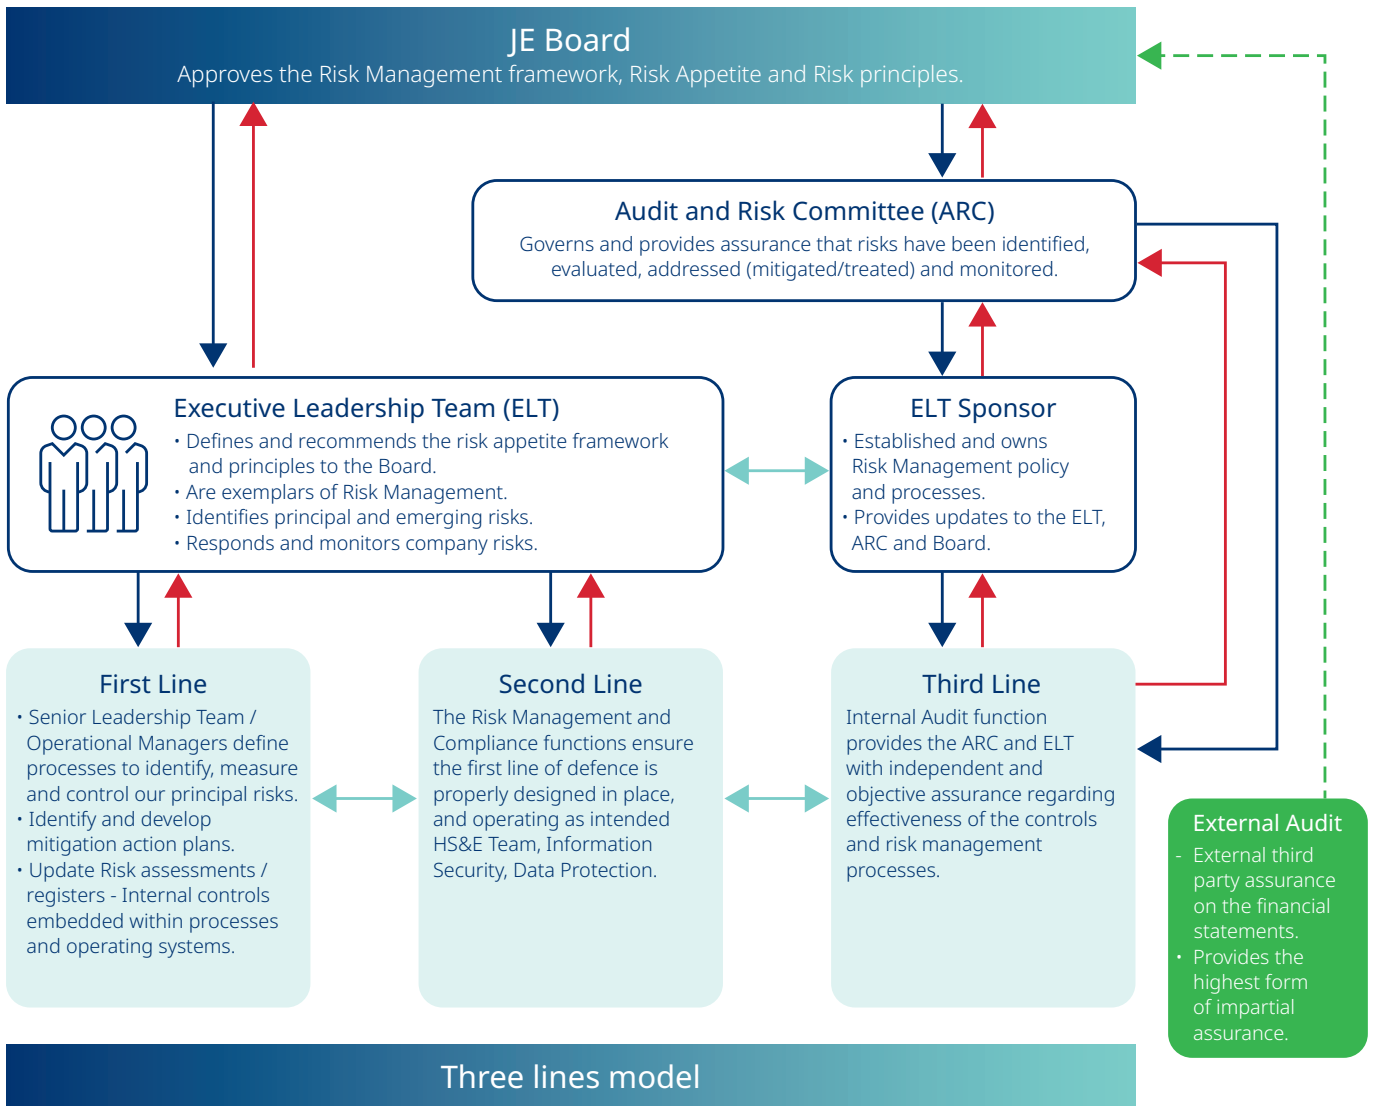 JE Board
Approves the Risk Management framework, Risk Appetite and Risk principles.
Audit and Risk Committee (ARC)
Governs and provides assurance that risks have been identified,
evaluated, addressed (mitigated/treated) and monitored.
Executive Leadership Team (ELT)
• Defines and recommends the risk appetite framework
and principles to the Board.
• Are exemplars of Risk Management.
• Identifies principal and emerging risks.
• Responds and monitors company risks.
ELT Sponsor
• Established and owns
Risk Management policy
and processes.
• Provides updates to the ELT,
ARC and Board.
First Line
• Senior Leadership Team /
Operational Managers define
processes to identify, measure
and control our principal risks.
• Identify and develop
mitigation action plans.
• Update Risk assessments /
registers - Internal controls
embedded within processes
and operating systems.
Second Line
The Risk Management and
Compliance functions ensure
the first line of defence is
properly designed in place,
and operating as intended
HS&E Team, Information
Security, Data Protection.
Third Line
Internal Audit function
provides the ARC and ELT
with independent and
objective assurance regarding
effectiveness of the controls
and risk management
processes.
External Audit
- External third
party assurance
on the financial
statements.
• Provides the
highest form
of impartial
assurance.
Three lines model